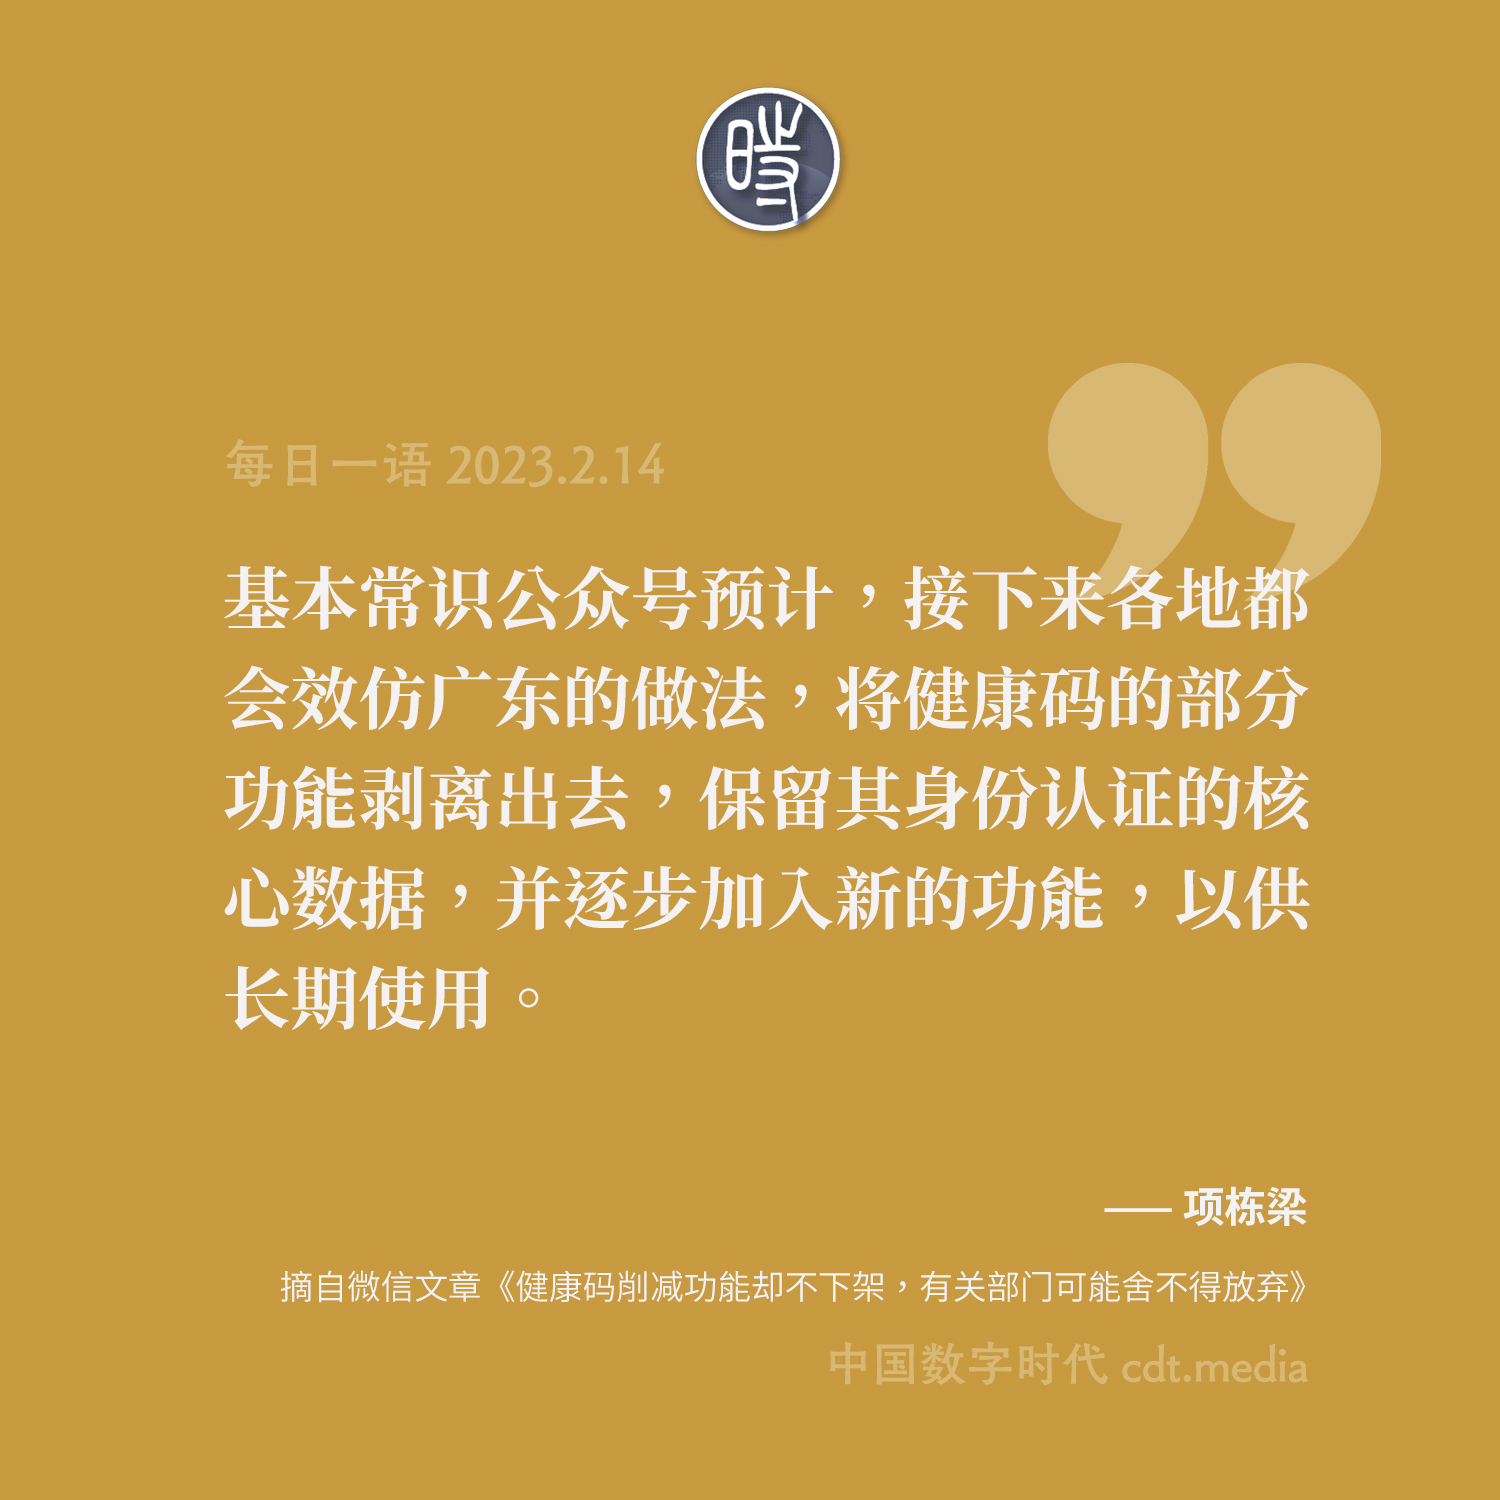 時
每日一语 2023.2.14
基本常识公众号预计，接下来各地都
会效仿广东的做法，将健康码的部分
功能剥离出去，保留其身份认证的核
心数据，并逐步加入新的功能，以供
长期使用。
—— 项栋梁
摘自微信文章《健康码削减功能却不下架，有关部门可能舍不得放弃》
中国数字时代 cdt.media